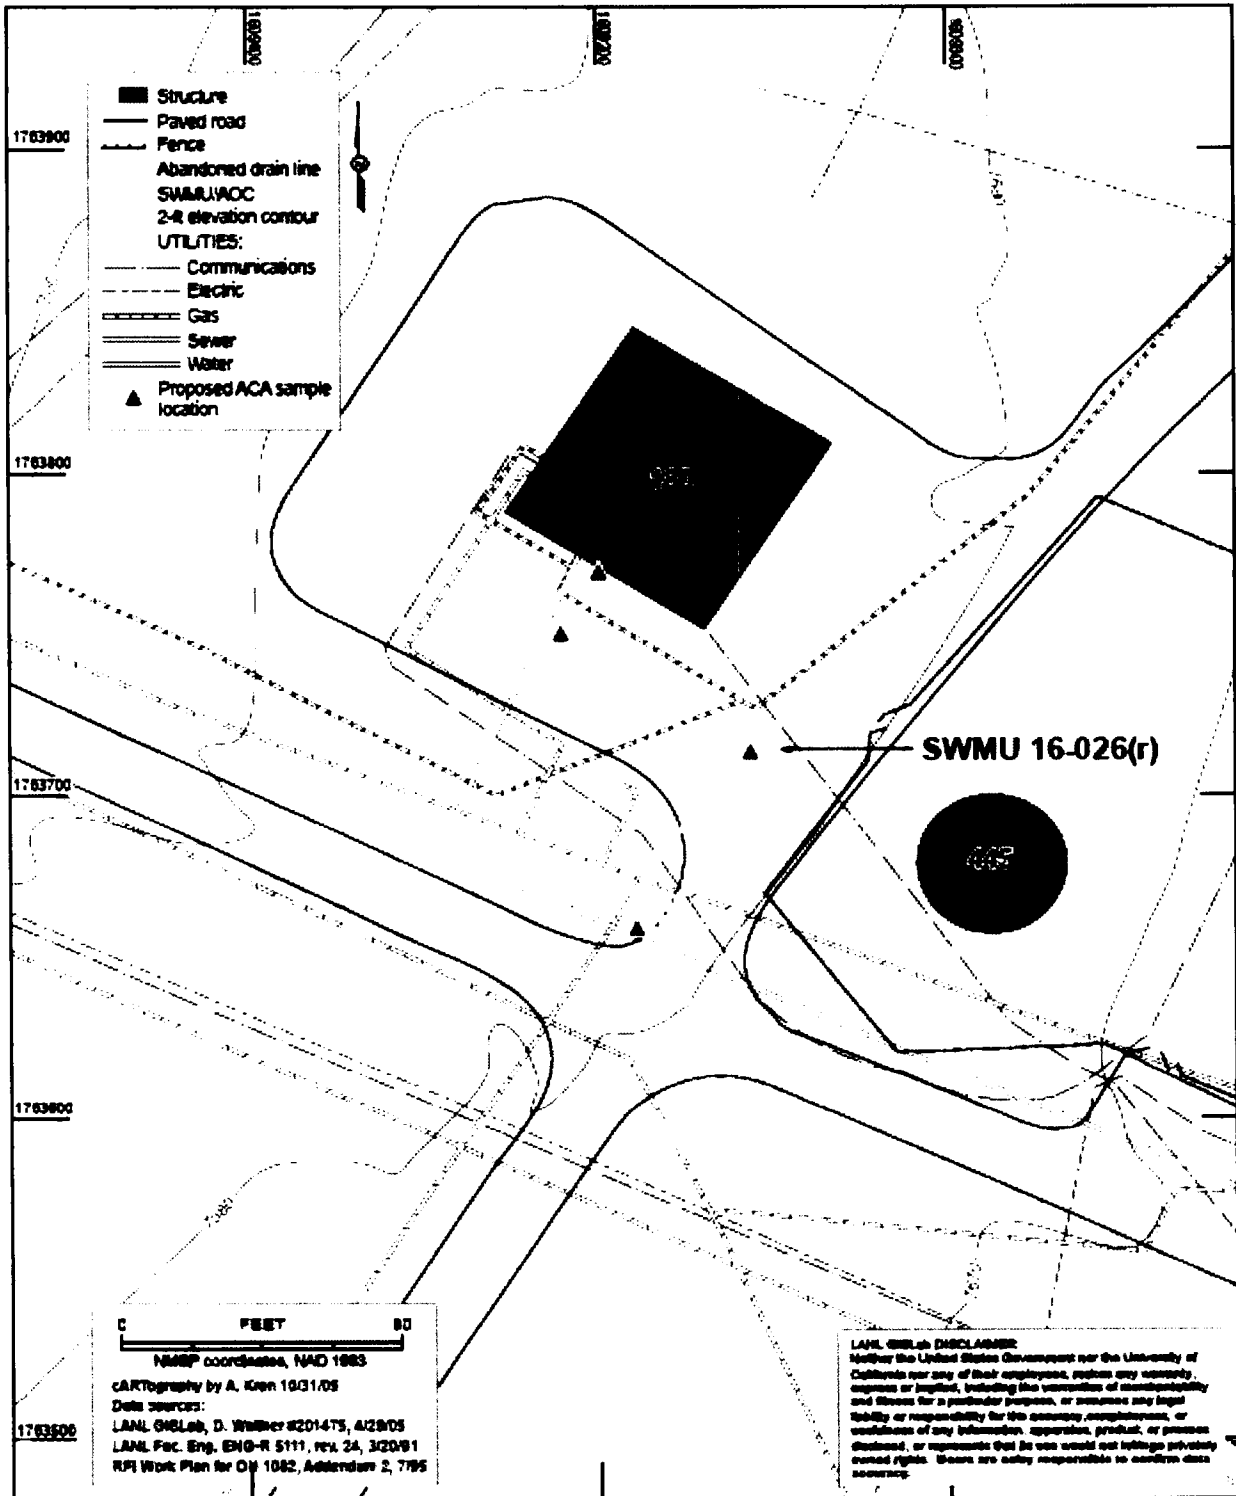 Structure
Paved road
Fence
Abandoned drain line
SWMU/AOC
2-ft elevation contour
UTILITIES:
Communications
Electric
Gas
Sewer
Water
Proposed ACA sample
location
1763900
1763800
1763700
1763600
1763500
SWMU 16-026(r)
FEET
NMSP coordinates, NAD 1983
cARTography by A. Kron 10/31/05
Data sources:
LANL GISLab, D. Walther #201475, 4/29/05
LANL Fac. Eng. ENG-R 5111, rev. 24, 3/20/91
RFI Work Plan for OU 1082, Addendum 2, 7/95
LANL GISLab DISCLAIMER
Neither the United States Government nor the University of
California nor any of their employees, makes any warranty,
express or implied, including the warranties of merchantability
and fitness for a particular purpose, or assumes any legal
liability or responsibility for the accuracy, completeness, or
usefulness of any information, apparatus, product, or process
disclosed, or represents that its use would not infringe privately
owned rights. Users are solely responsible to confirm data
accuracy.